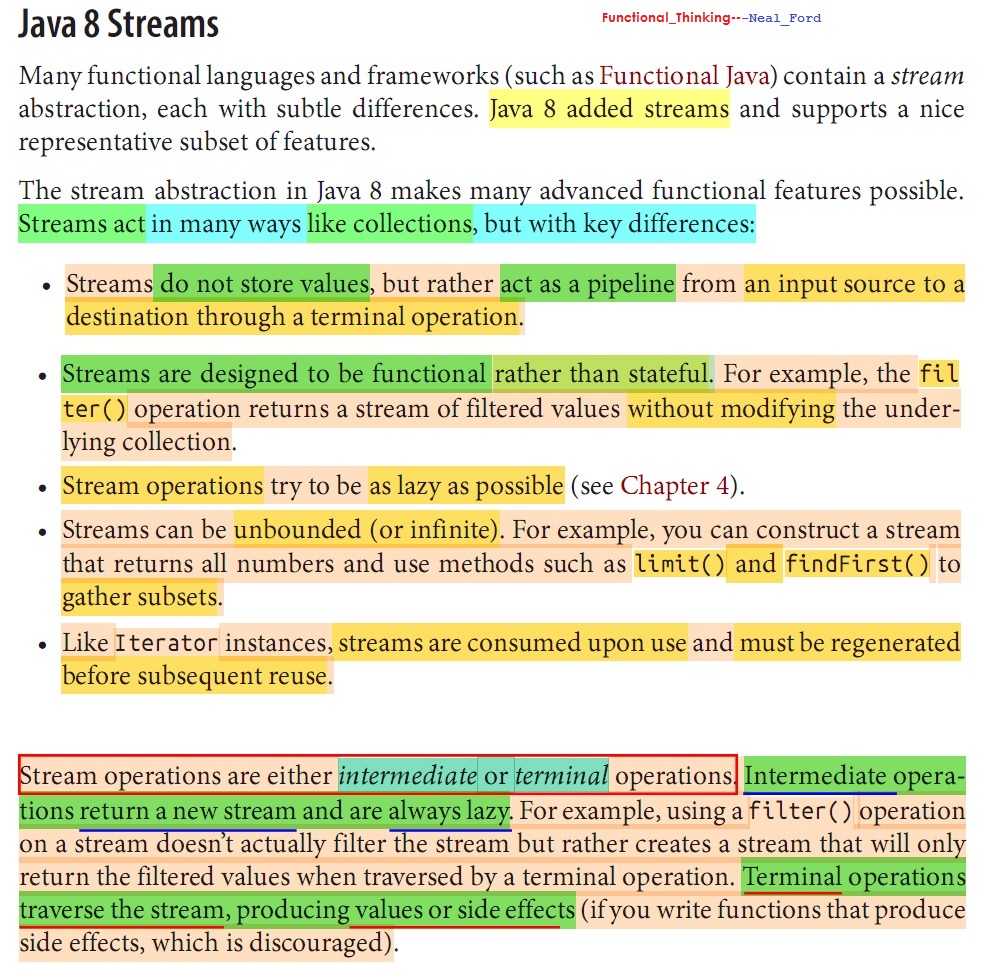 Java 8 Streams
Functional_Thinking---Neal_Ford
Many functional languages and frameworks (such as Functional Java) contain a stream
abstraction, each with subtle differences. Java 8 added streams and supports a nice
representative subset of features.
The stream abstraction in Java 8 makes many advanced functional features possible.
Streams act in many ways like collections, but with key differences:
• Streams do not store values, but rather act as a pipeline from an input source to a
destination through a terminal operation.
• Streams are designed to be functional rather than stateful. For example, the fil
ter() operation returns a stream of filtered values without modifying the under-
lying collection.
• Stream operations try to be as lazy as possible (see Chapter 4).
• Streams can be unbounded (or infinite). For example, you can construct a stream
that returns all numbers and use methods such as limit() and findFirst() to
gather subsets.
• Like Iterator instances, streams are consumed upon use and must be regenerated
before subsequent reuse.
Stream operations are either intermediate or terminal operations. Intermediate opera-
tions return a new stream and are always lazy. For example, using a filter() operation
on a stream doesn’t actually filter the stream but rather creates a stream that will only
return the filtered values when traversed by a terminal operation. Terminal operations
traverse the stream, producing values or side effects (if you write functions that produce
side effects, which is discouraged).